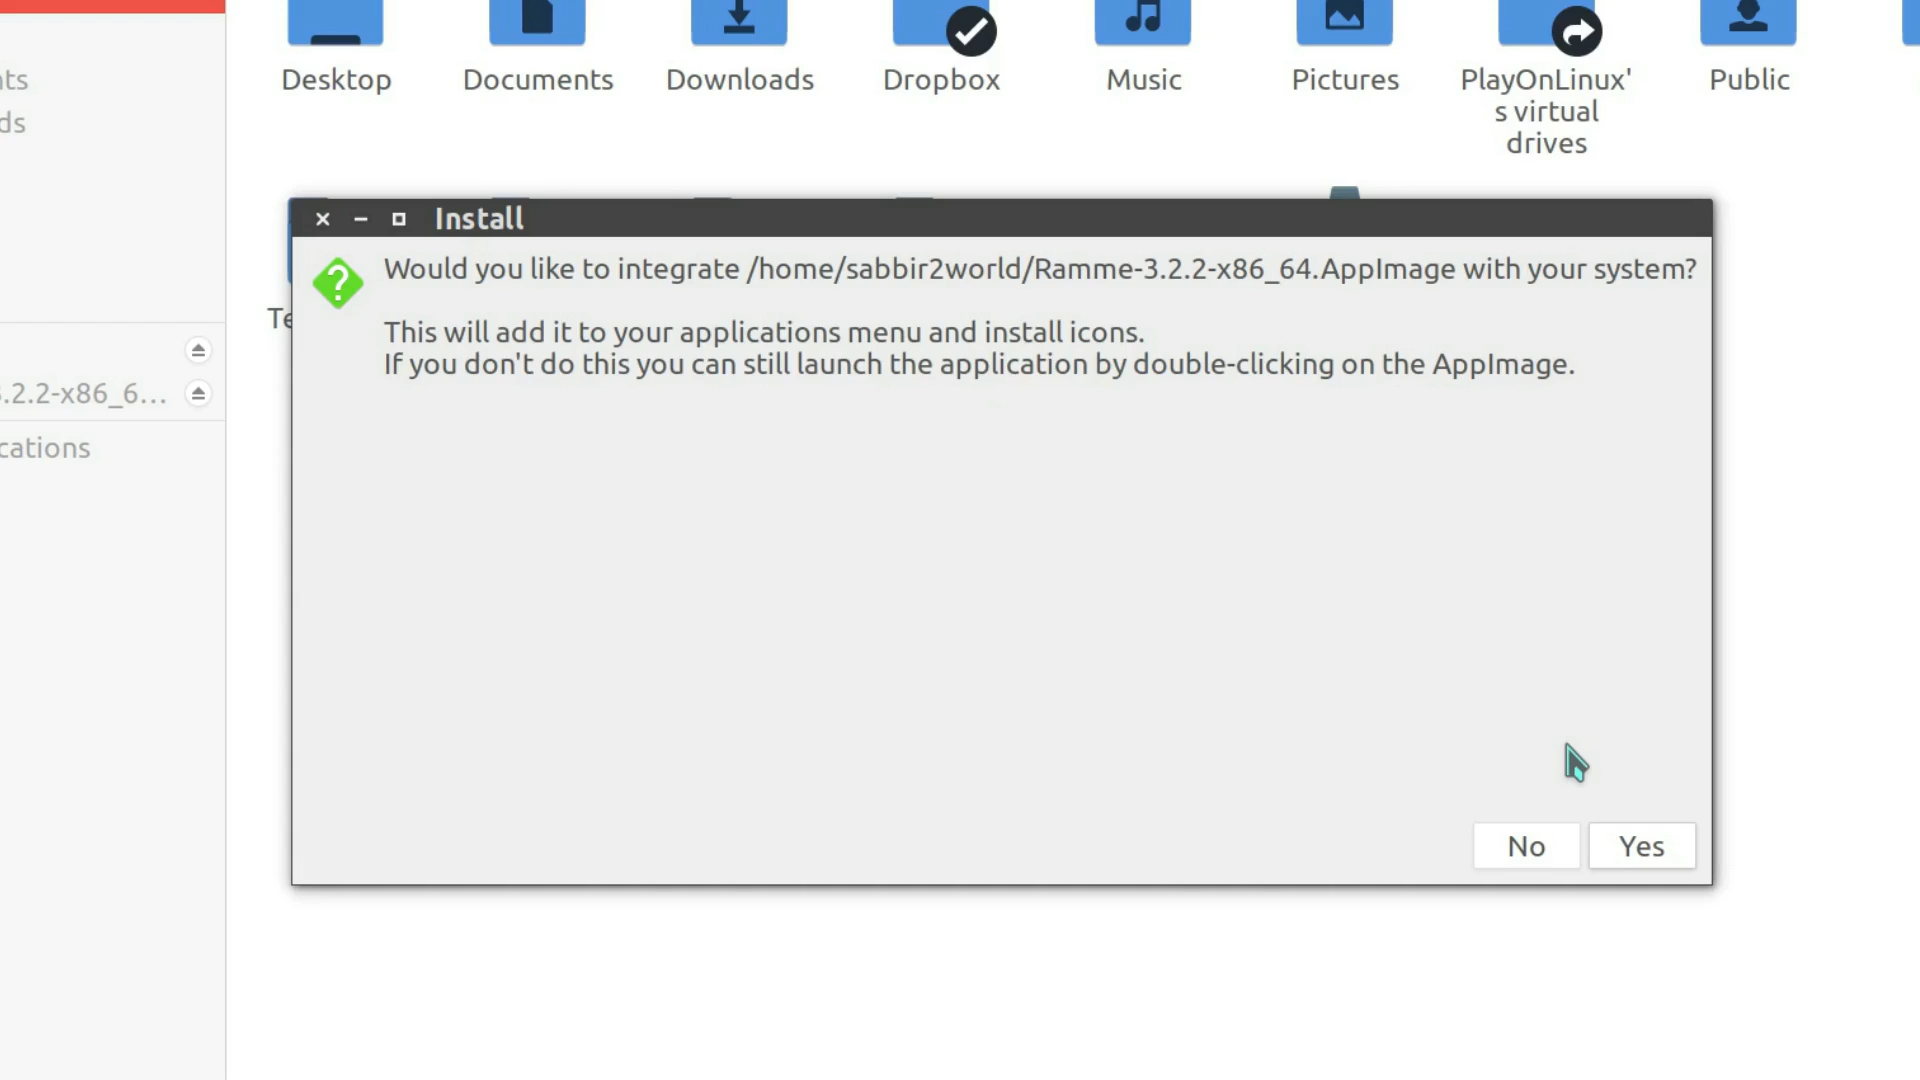 Desktop
Documents
Downloads
Dropbox
Music
Pictures
PlayOnLinux'
s virtual
drives
Public
nts
ds
.2.2-x86_6...
cations
Te
Install
Would you like to integrate /home/sabbir2world/Ramme-3.2.2-x86_64.AppImage with your system?
This will add it to your applications menu and install icons.
If you don't do this you can still launch the application by double-clicking on the AppImage.
No
Yes